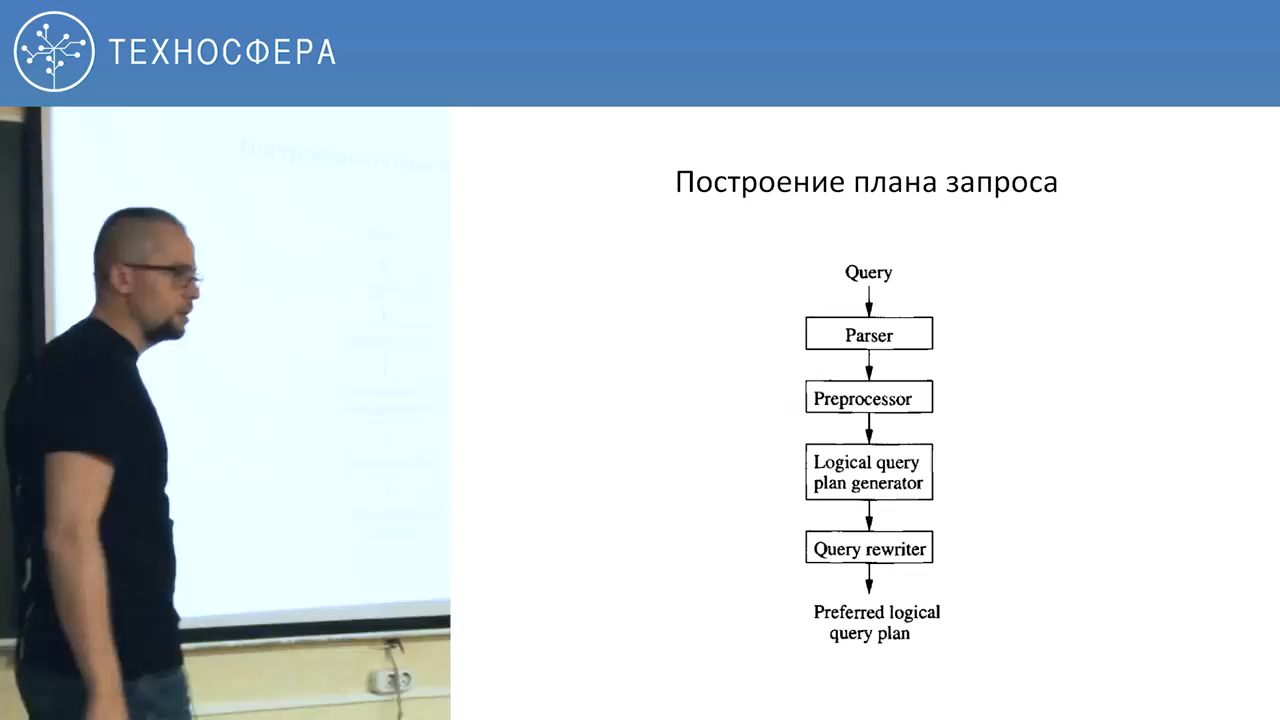 ТЕХНОСФЕРА
Построение плана запроса
Query
Parser
Preprocessor
Logical query
plan generator
Query rewriter
Preferred logical
query plan